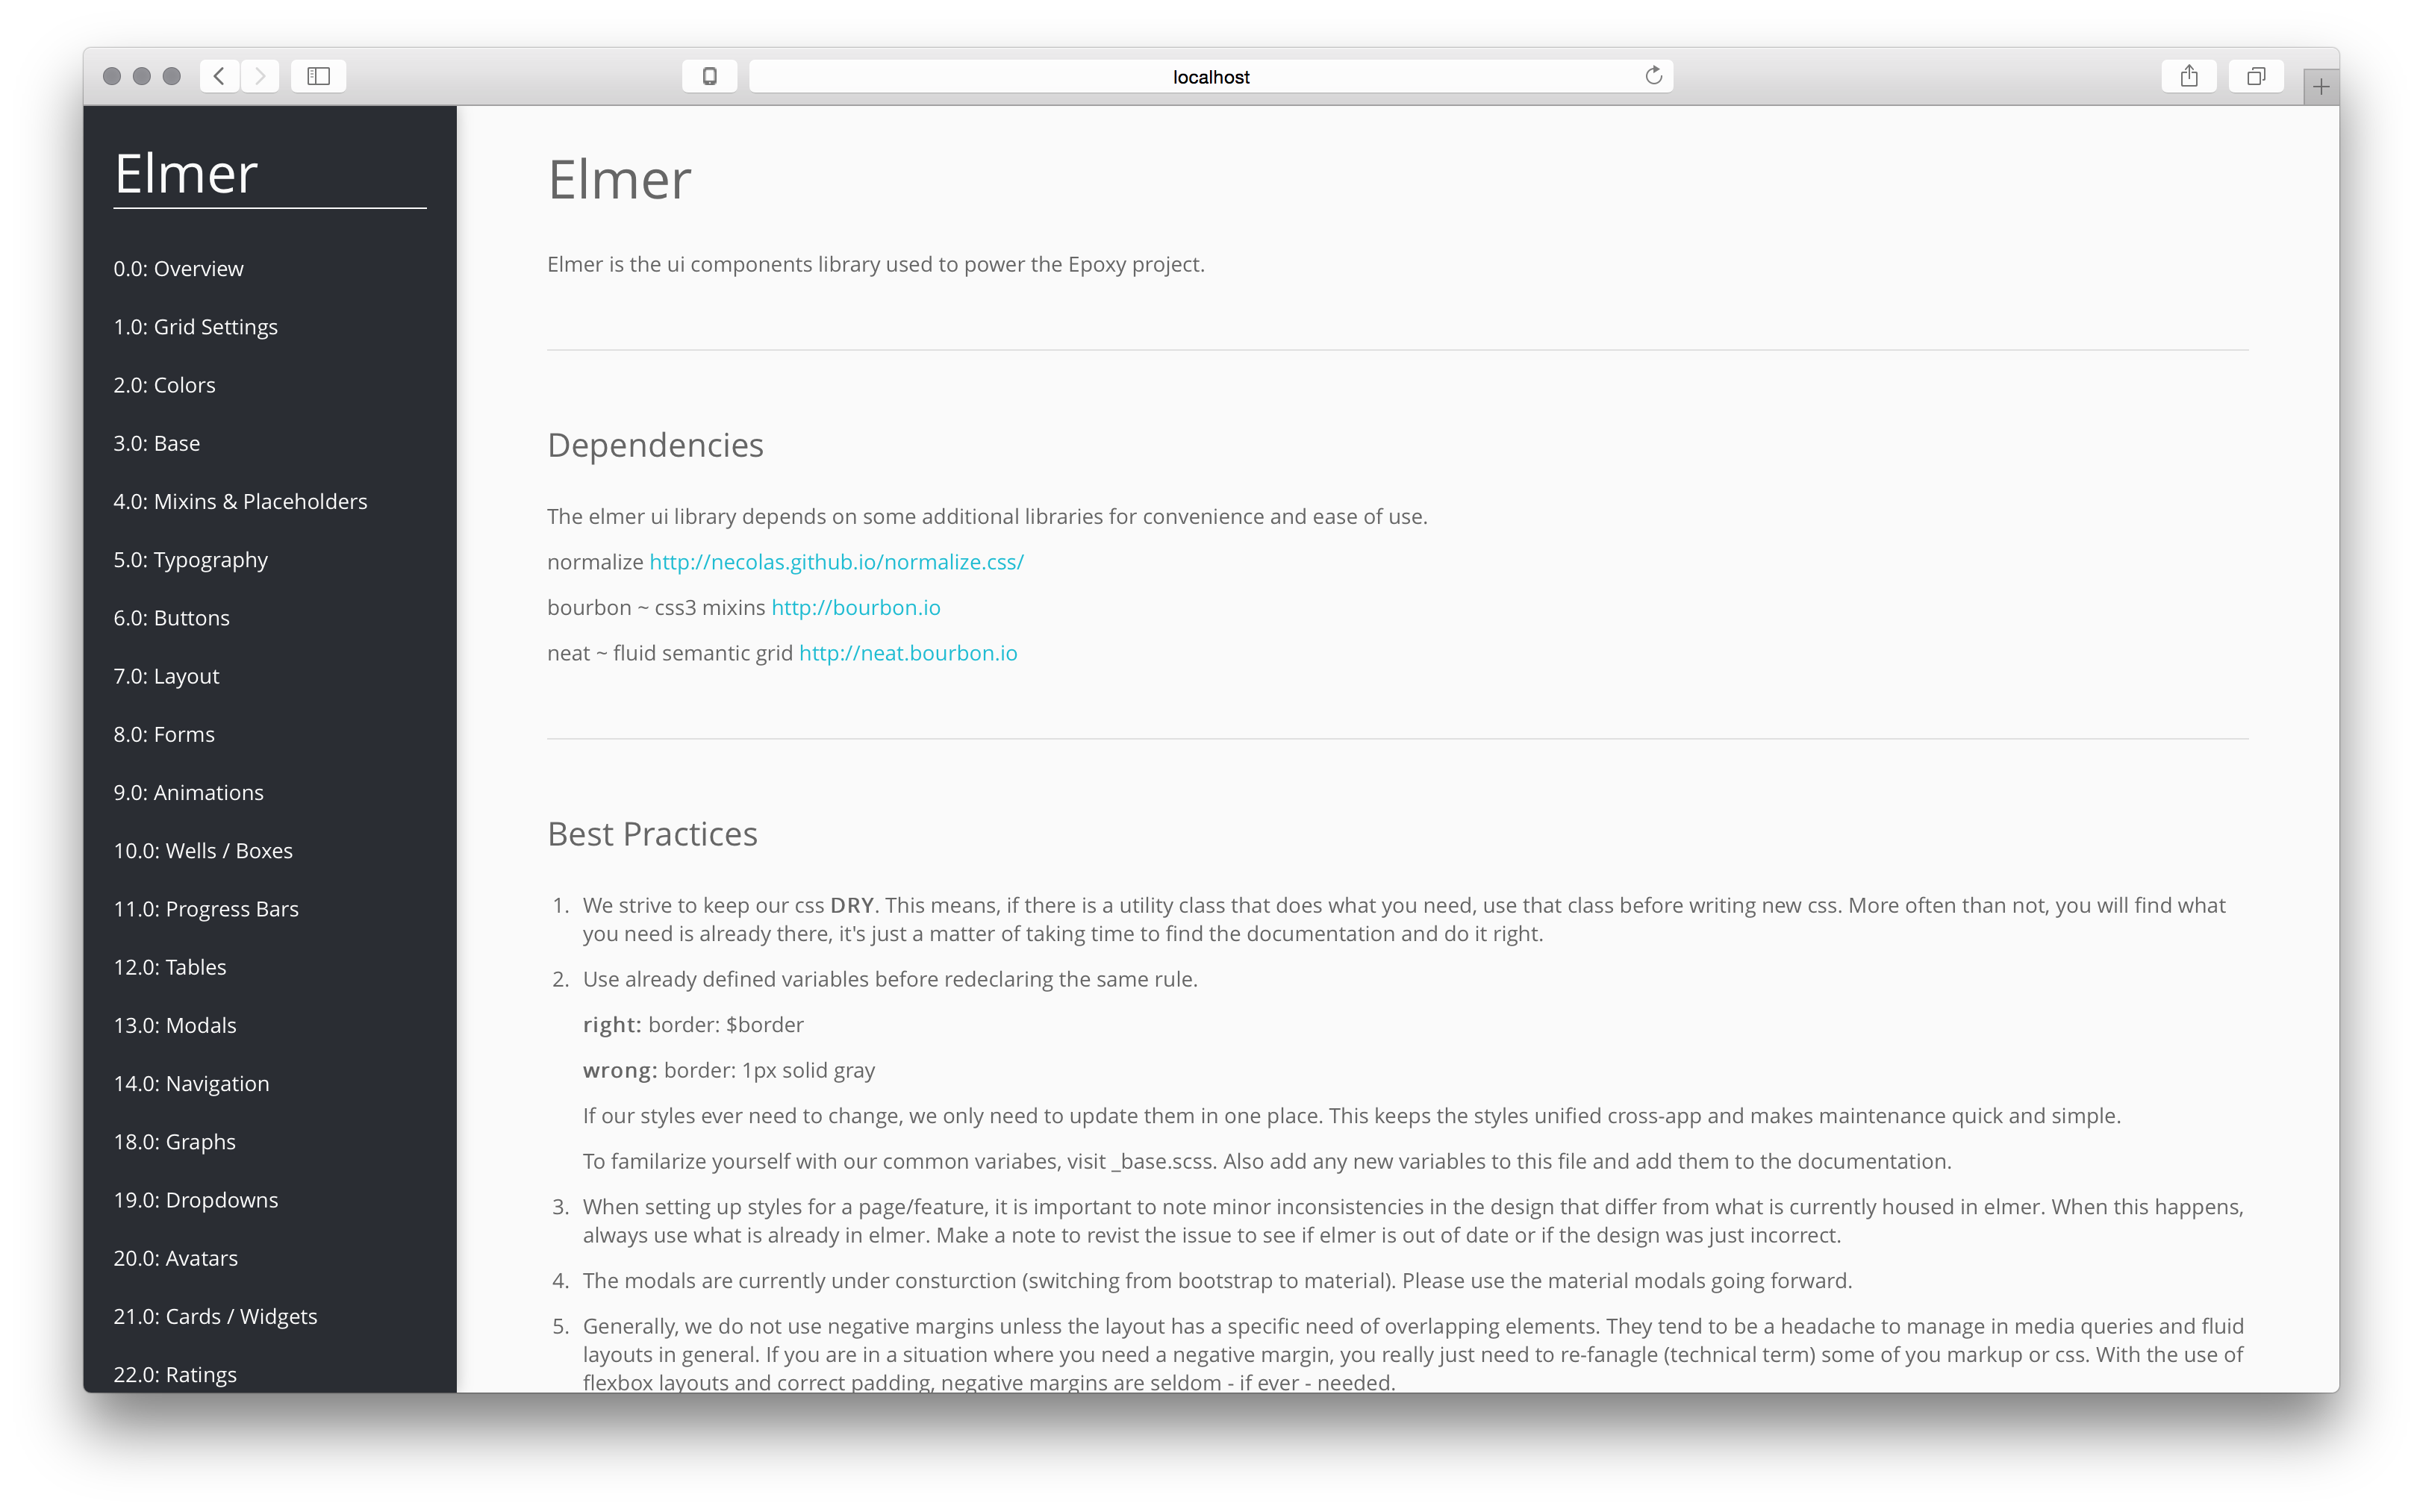 localhost
Elmer
0.0: Overview
1.0: Grid Settings
2.0: Colors
3.0: Base
4.0: Mixins & Placeholders
5.0: Typography
6.0: Buttons
7.0: Layout
8.0: Forms
9.0: Animations
10.0: Wells / Boxes
11.0: Progress Bars
12.0: Tables
13.0: Modals
14.0: Navigation
18.0: Graphs
19.0: Dropdowns
20.0: Avatars
21.0: Cards / Widgets
22.0: Ratings
Elmer
Elmer is the ui components library used to power the Epoxy project.
Dependencies
The elmer ui library depends on some additional libraries for convenience and ease of use.
normalize http://necolas.github.io/normalize.css/
bourbon ~ css3 mixins http://bourbon.io
neat ~ fluid semantic grid http://neat.bourbon.io
Best Practices
1. We strive to keep our css DRY. This means, if there is a utility class that does what you need, use that class before writing new css. More often than not, you will find what
you need is already there, it's just a matter of taking time to find the documentation and do it right.
2. Use already defined variables before redeclaring the same rule.
right: border: $border
wrong: border: 1px solid gray
If our styles ever need to change, we only need to update them in one place. This keeps the styles unified cross-app and makes maintenance quick and simple.
To familarize yourself with our common variabes, visit _base.scss. Also add any new variables to this file and add them to the documentation.
3. When setting up styles for a page/feature, it is important to note minor inconsistencies in the design that differ from what is currently housed in elmer. When this happens,
always use what is already in elmer. Make a note to revist the issue to see if elmer is out of date or if the design was just incorrect.
4. The modals are currently under consturction (switching from bootstrap to material). Please use the material modals going forward.
5. Generally, we do not use negative margins unless the layout has a specific need of overlapping elements. They tend to be a headache to manage in media queries and fluid
layouts in general. If you are in a situation where you need a negative margin, you really just need to re-fanagle (technical term) some of you markup or css. With the use of
flexbox layouts and correct padding, negative margins are seldom - if ever - needed.